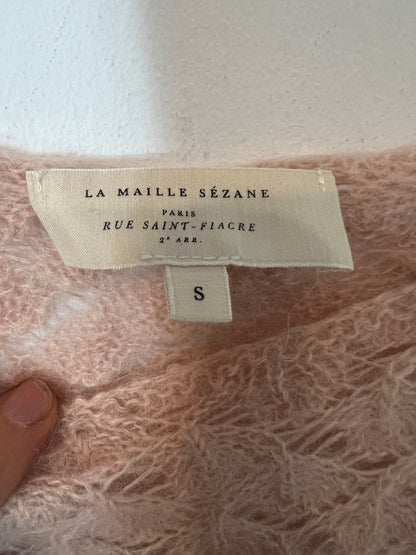 LA MAILLE SÉZANE
PARIS
RUE SAINT-FIACRE
2ᴱ ARR.
S